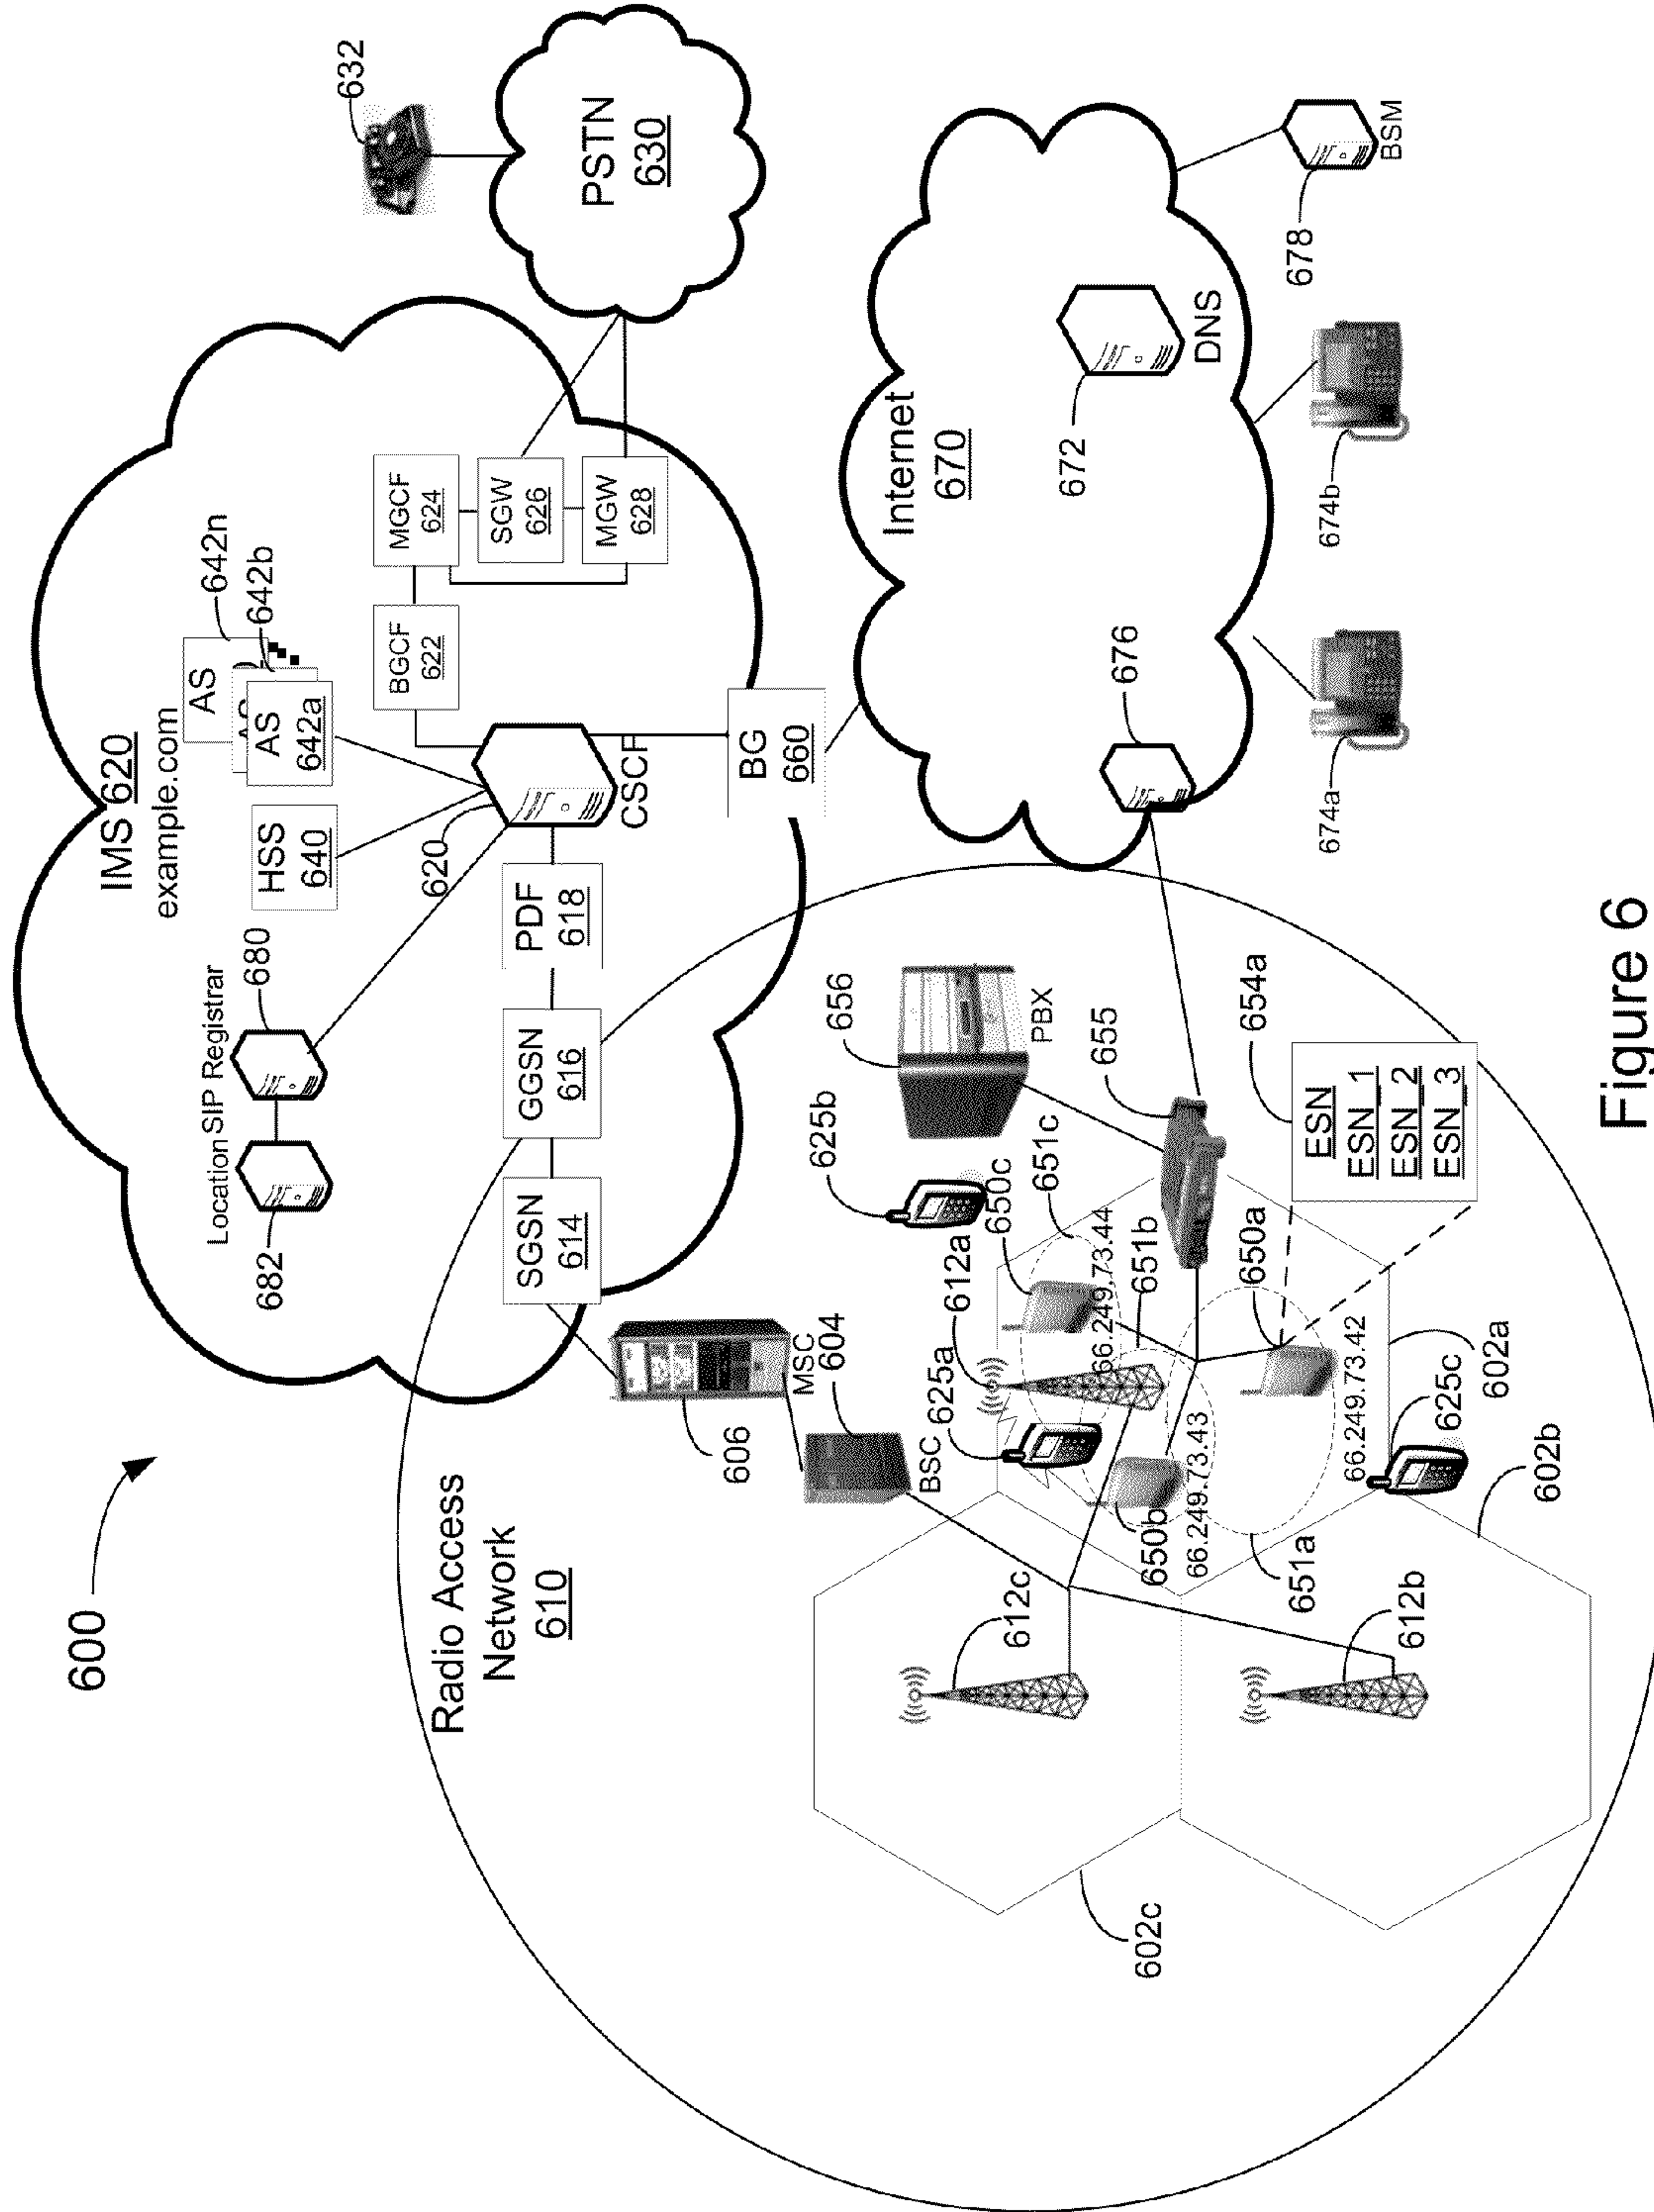 600
IMS 620
example.com
Location
SIP Registrar
682
680
HSS
640
AS
642n
642b
AS
642a
620
CSCF
BGCF
622
MGCF
624
SGW
626
MGW
628
632
PSTN
630
SGSN
614
GGSN
616
PDF
618
BG
660
Radio Access
Network
610
606
MSC
604
BSC
625a
612a
625b
650c
651c
66.249.73.44
651b
656
PBX
655
650b
66.249.73.43
650a
66.249.73.42
651a
654a
ESN
ESN_1
ESN_2
ESN_3
625c
602a
602b
602c
612c
612b
Internet
670
672
DNS
676
674a
674b
678
BSM
Figure 6